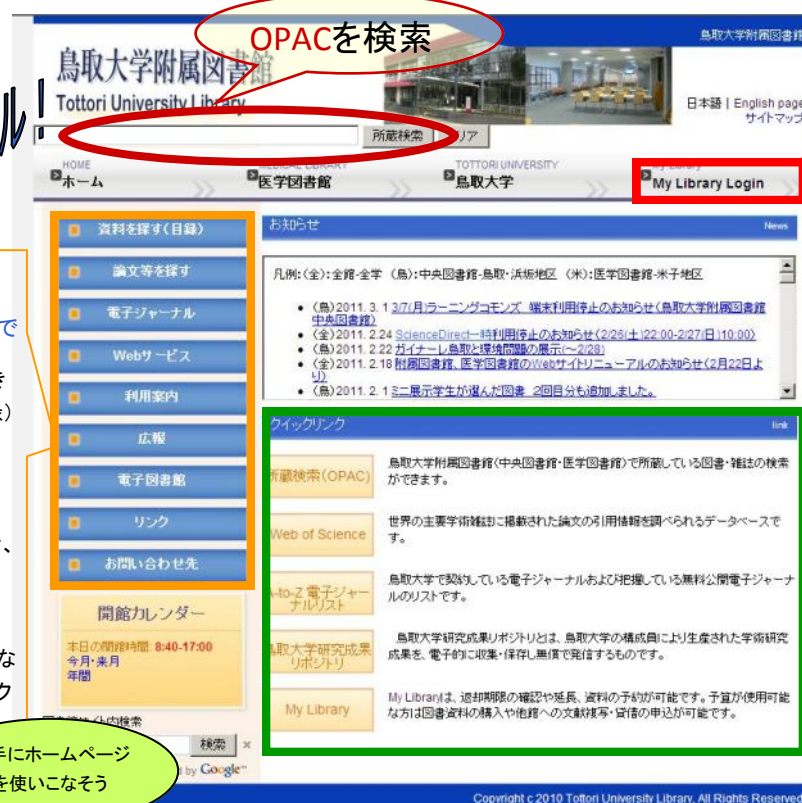 OPACを検索
鳥取大学附属図書館
鳥取大学附属図書館
Tottori University Library
日本語 | English page
サイトマップ
所蔵検索
リア
ル!
HOME
ホーム
MEDICAL LIBRARY
医学図書館
TOTTORI UNIVERSITY
鳥取大学
My Library
My Library Login
資料を探す(目録)
論文等を探す
電子ジャーナル
Webサービス
利用案内
広報
電子図書館
リンク
お問い合わせ先
で
き
)
、
な
ク
開館カレンダー
本日の開館時間: 8:40-17:00
今月・来月
年間
サイト内検索
検索
×
by Google™
手にホームページ
を使いこなそう
お知らせ
News
凡例:(全):全館-全学 (鳥):中央図書館-鳥取・浜坂地区 (米):医学図書館-米子地区
• (鳥)2011. 3. 1 3/7(月)ラーニングコモンズ 端末利用停止のお知らせ(鳥取大学附属図書館
中央図書館)
• (全)2011. 2.24 ScienceDirect一時利用停止のお知らせ(2/26(土)22:00-2/27(日)10:00)
• (鳥)2011. 2.22 ガイナーレ鳥取と環境問題の展示(~2/28)
• (全)2011. 2.18 附属図書館、医学図書館のWebサイトリニューアルのお知らせ(2月22日よ
り)
• (鳥)2011. 2. 1 ミニ展示学生が選んだ図書 2回目分も追加しました。
クイックリンク
link
所蔵検索(OPAC)
鳥取大学附属図書館(中央図書館・医学図書館)で所蔵している図書・雑誌の検索
ができます。
Web of Science
世界の主要学術雑誌に掲載された論文の引用情報を調べられるデータベースで
す。
A-to-Z 電子ジャー
ナルリスト
鳥取大学で契約している電子ジャーナルおよび把握している無料公開電子ジャーナ
ルのリストです。
鳥取大学研究成果
リポジトリ
鳥取大学研究成果リポジトリとは、鳥取大学の構成員により生産された学術研究
成果を、電子的に収集・保存し無償で発信するものです。
My Library
My Libraryは、返却期限の確認や延長、資料の予約が可能です。予算が使用可能
な方は図書資料の購入や他館への文献複写・貸借の申込が可能です。
Copyright c 2010 Tottori University Library. All Rights Reserved